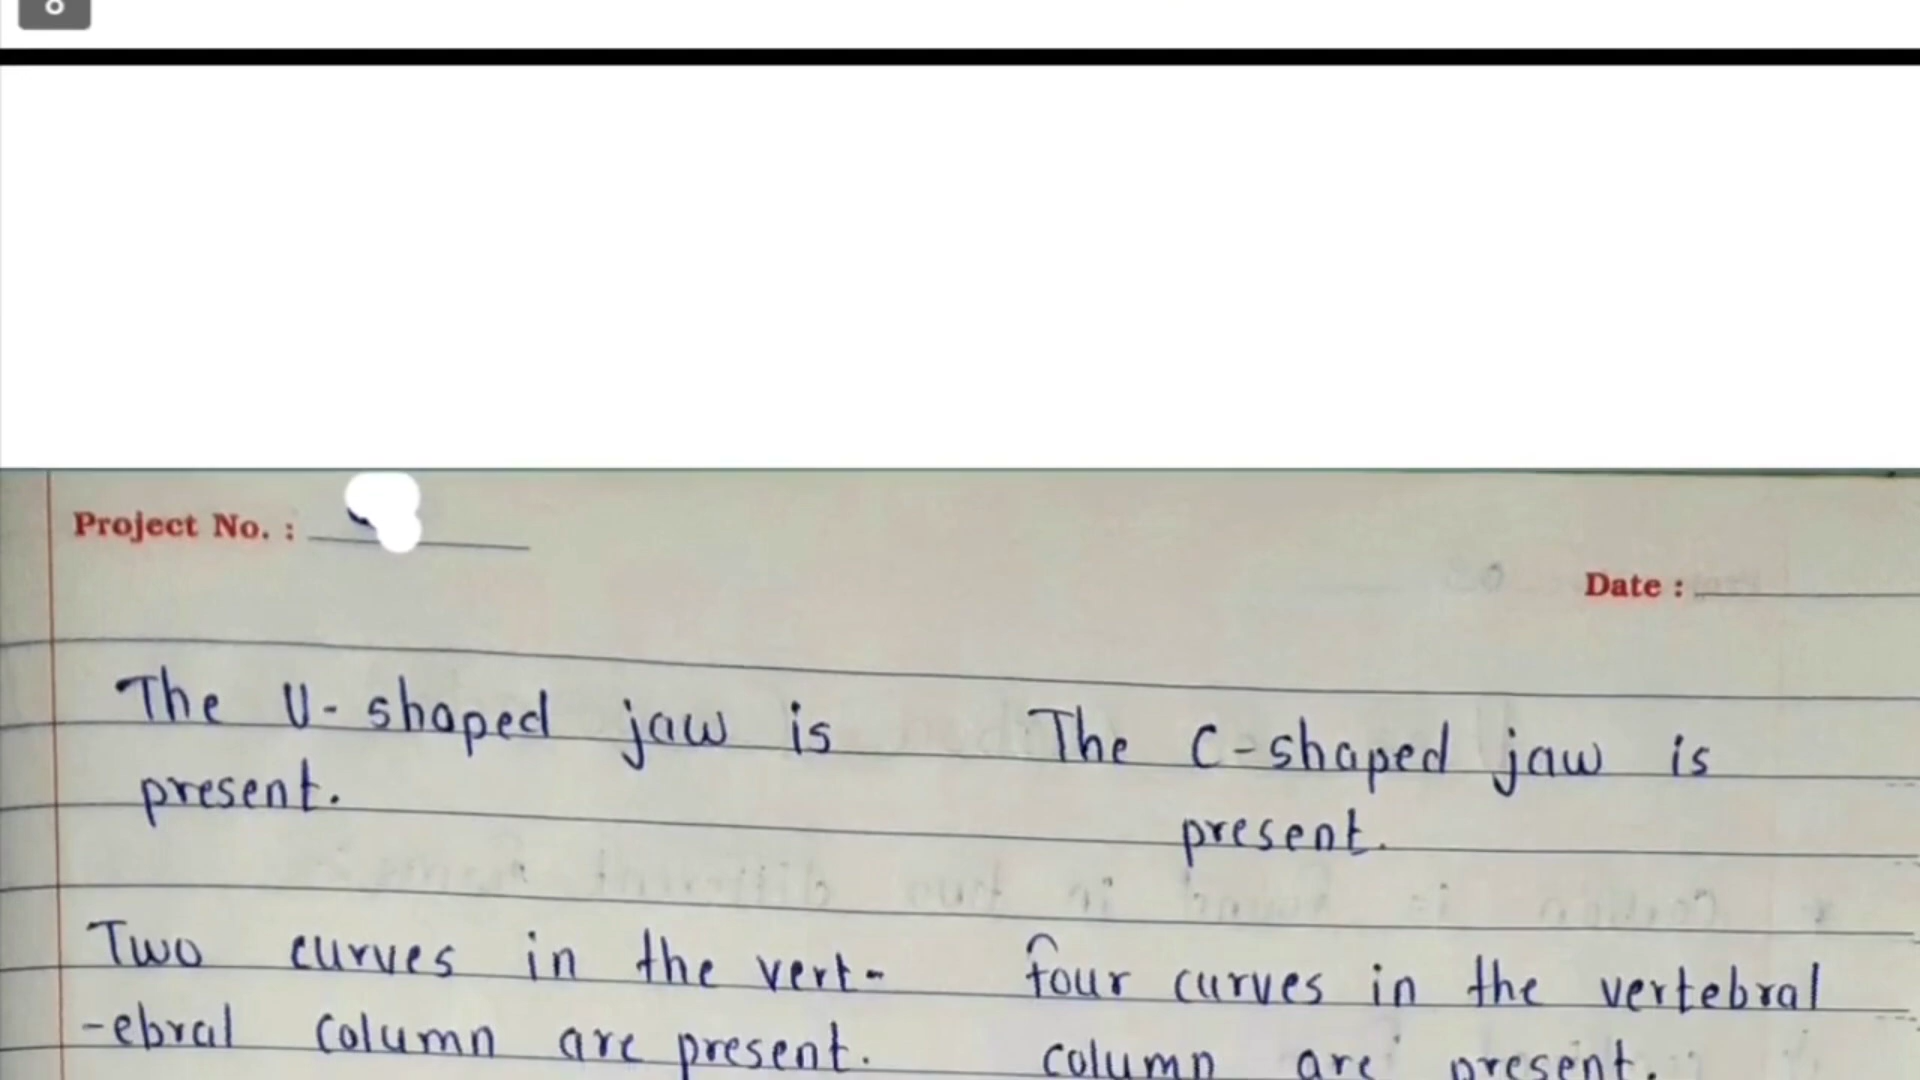 Project No. :
Date :
The U-shaped jaw is
present.
The C-shaped jaw is
present.
Two curves in the vert-
-ebral column are present.
four curves in the vertebral
column are present.